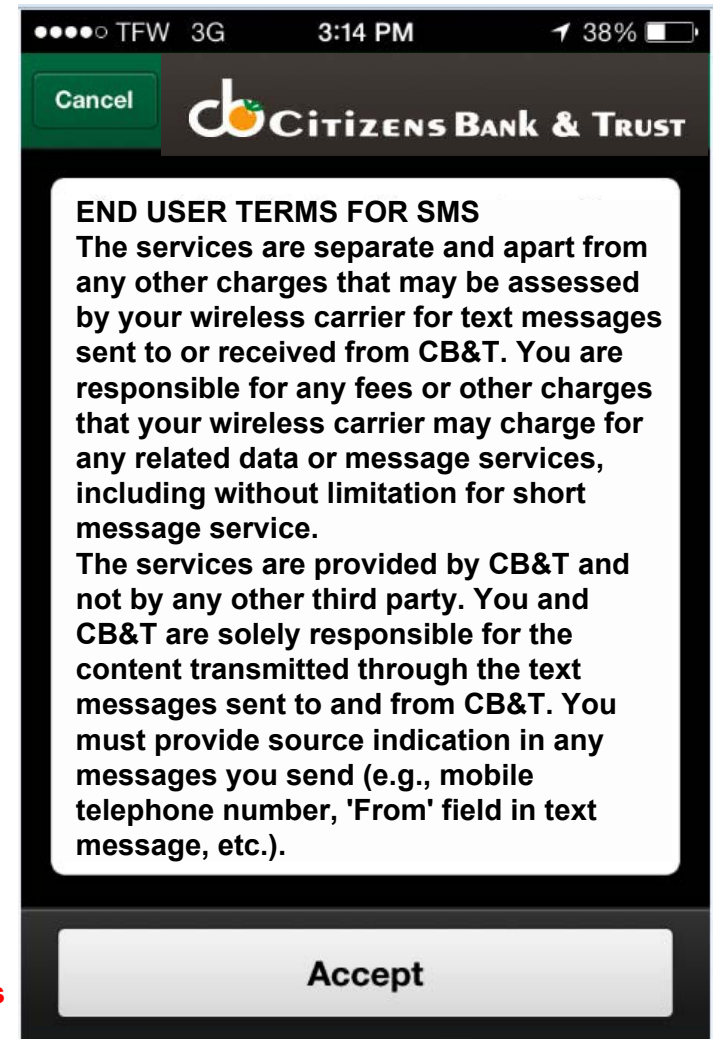 TFW 3G 3:14 PM 38%
Cancel
cb CITIZENS BANK & TRUST
END USER TERMS FOR SMS
The services are separate and apart from
any other charges that may be assessed
by your wireless carrier for text messages
sent to or received from CB&T. You are
responsible for any fees or other charges
that your wireless carrier may charge for
any related data or message services,
including without limitation for short
message service.
The services are provided by CB&T and
not by any other third party. You and
CB&T are solely responsible for the
content transmitted through the text
messages sent to and from CB&T. You
must provide source indication in any
messages you send (e.g., mobile
telephone number, 'From' field in text
message, etc.).
Accept
s